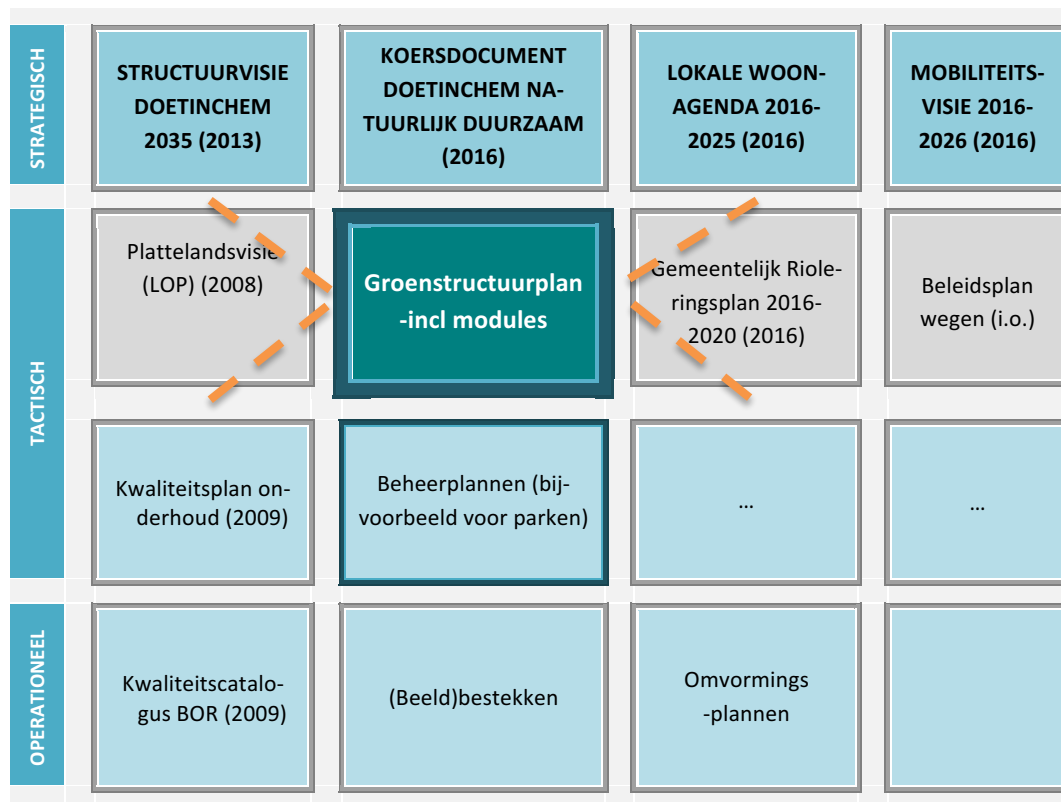 STRATEGISCH
STRUCTUURVISIE
DOETINCHEM
2035 (2013)
KOERSDOCUMENT
DOETINCHEM NA-
TUURLIJK DUURZAAM
(2016)
LOKALE WOON-
AGENDA 2016-
2025 (2016)
MOBILITEITS-
VISIE 2016-
2026 (2016)
TACTISCH
Plattelandsvisie
(LOP) (2008)
Groenstructuurplan
-incl modules
Gemeentelijk Riole-
ringsplan 2016-
2020 (2016)
Beleidsplan
wegen (i.o.)
Kwaliteitsplan on-
derhoud (2009)
Beheerplannen (bij-
voorbeeld voor parken)
...
...
OPERATIONEEL
Kwaliteitscatalo-
gus BOR (2009)
(Beeld)bestekken
Omvormings
-plannen